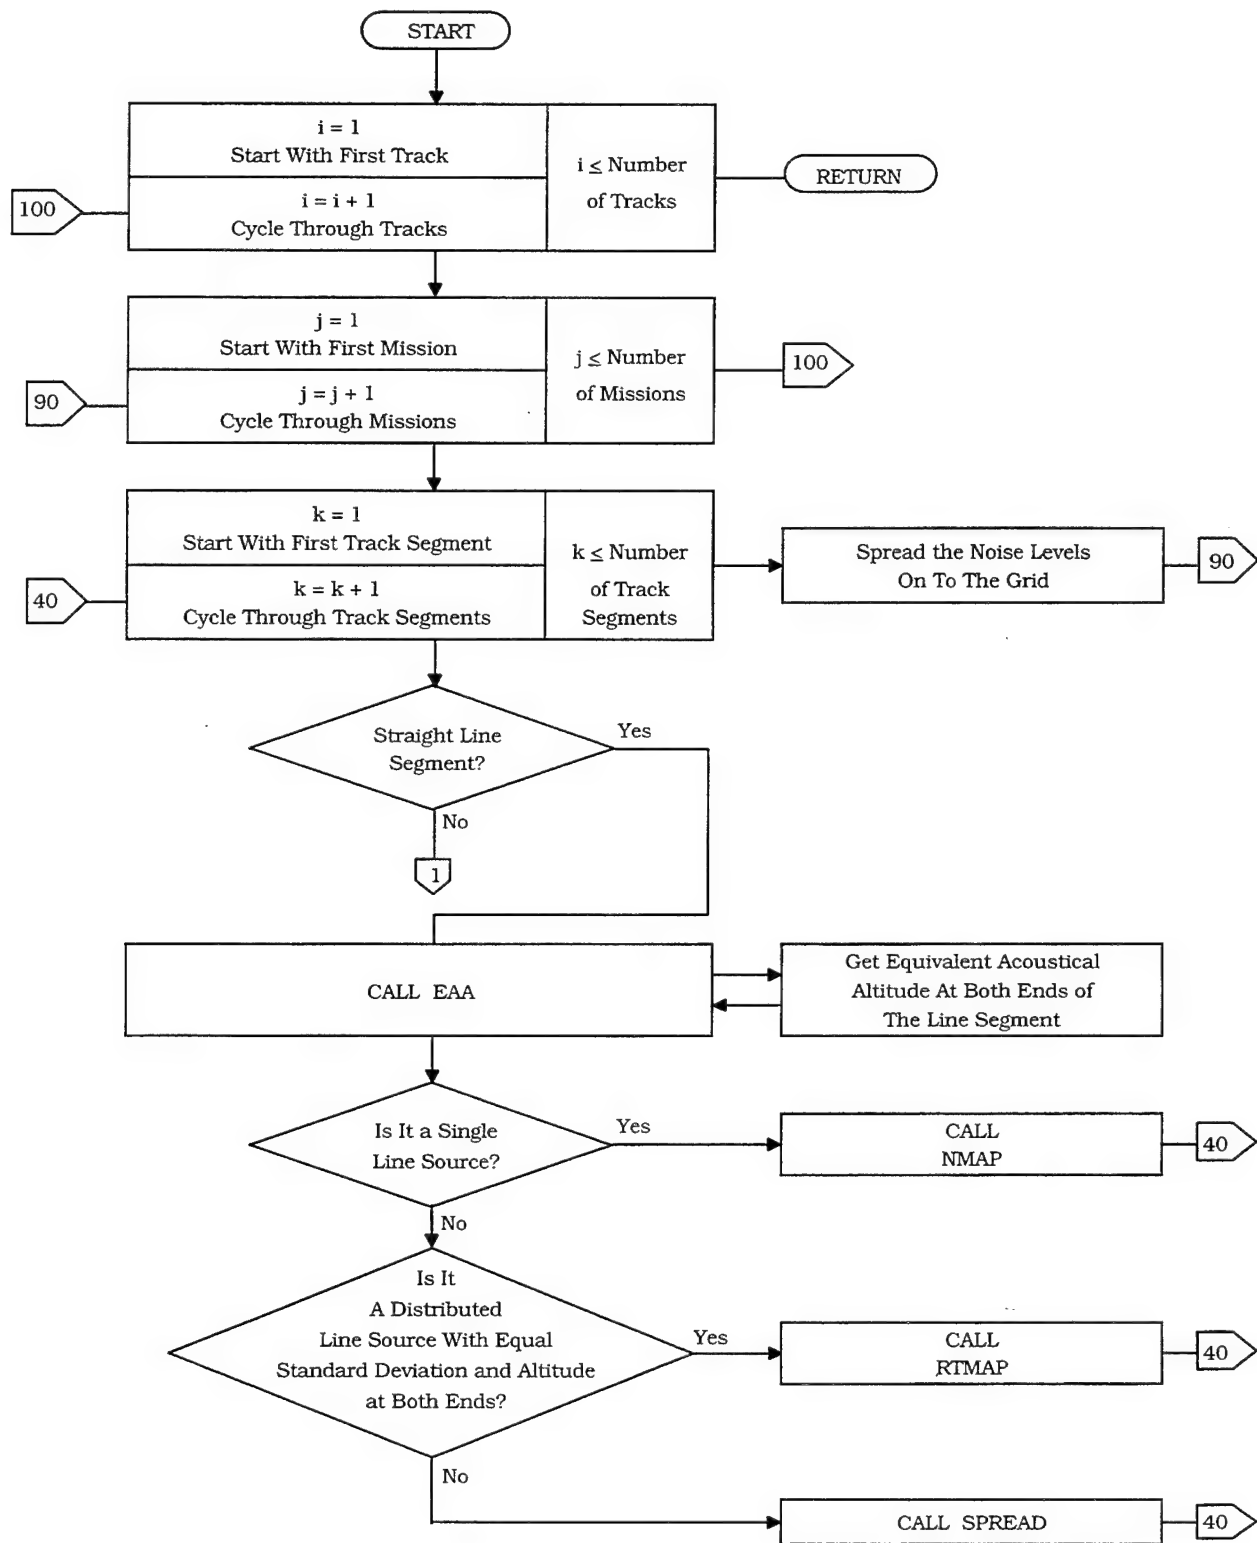 START
i = 1
Start With First Track
i ≤ Number
of Tracks
RETURN
100
i = i + 1
Cycle Through Tracks
j = 1
Start With First Mission
j ≤ Number
of Missions
100
90
j = j + 1
Cycle Through Missions
k = 1
Start With First Track Segment
k ≤ Number
of Track
Segments
Spread the Noise Levels
On To The Grid
90
40
k = k + 1
Cycle Through Track Segments
Straight Line
Segment?
Yes
No
1
CALL EAA
Get Equivalent Acoustical
Altitude At Both Ends of
The Line Segment
Is It a Single
Line Source?
Yes
CALL
NMAP
40
No
Is It
A Distributed
Line Source With Equal
Standard Deviation and Altitude
at Both Ends?
Yes
CALL
RTMAP
40
No
CALL SPREAD
40